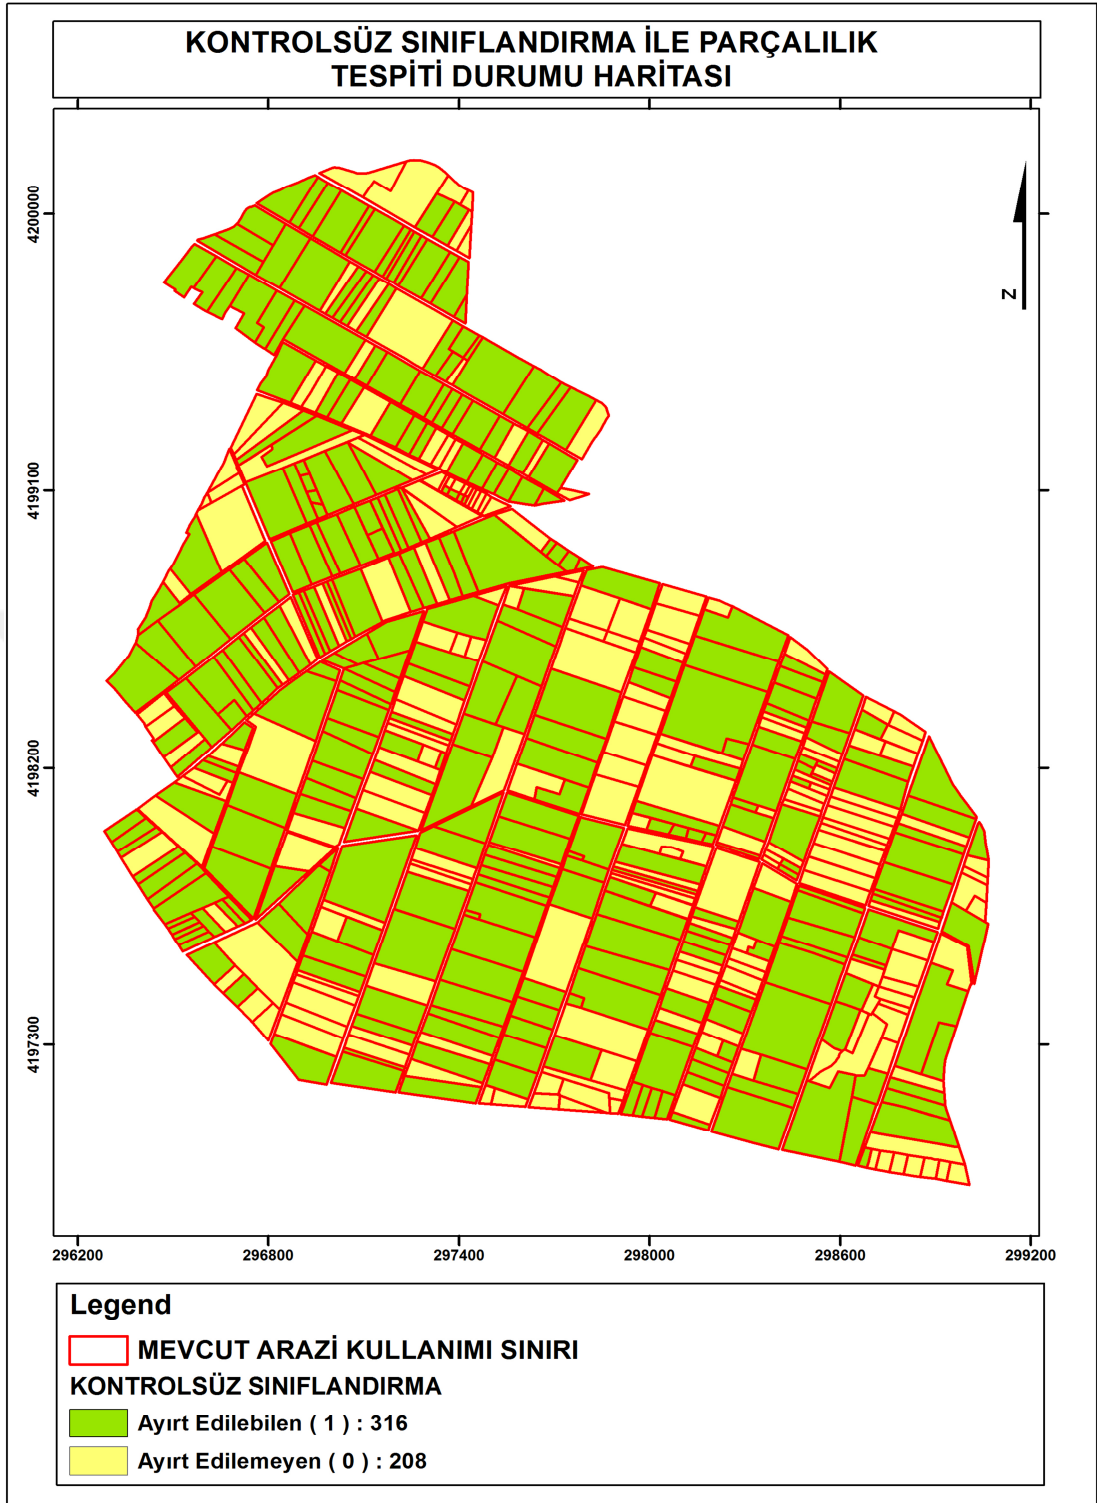 KONTROLSÜZ SINIFLANDIRMA İLE PARÇALILIK
TESPİTİ DURUMU HARİTASI
4200000
4199100
4198200
4197300
N
296200 296800 297400 298000 298600 299200
Legend
MEVCUT ARAZİ KULLANIMI SINIRI
KONTROLSÜZ SINIFLANDIRMA
Ayırt Edilebilen ( 1 ) : 316
Ayırt Edilemeyen ( 0 ) : 208